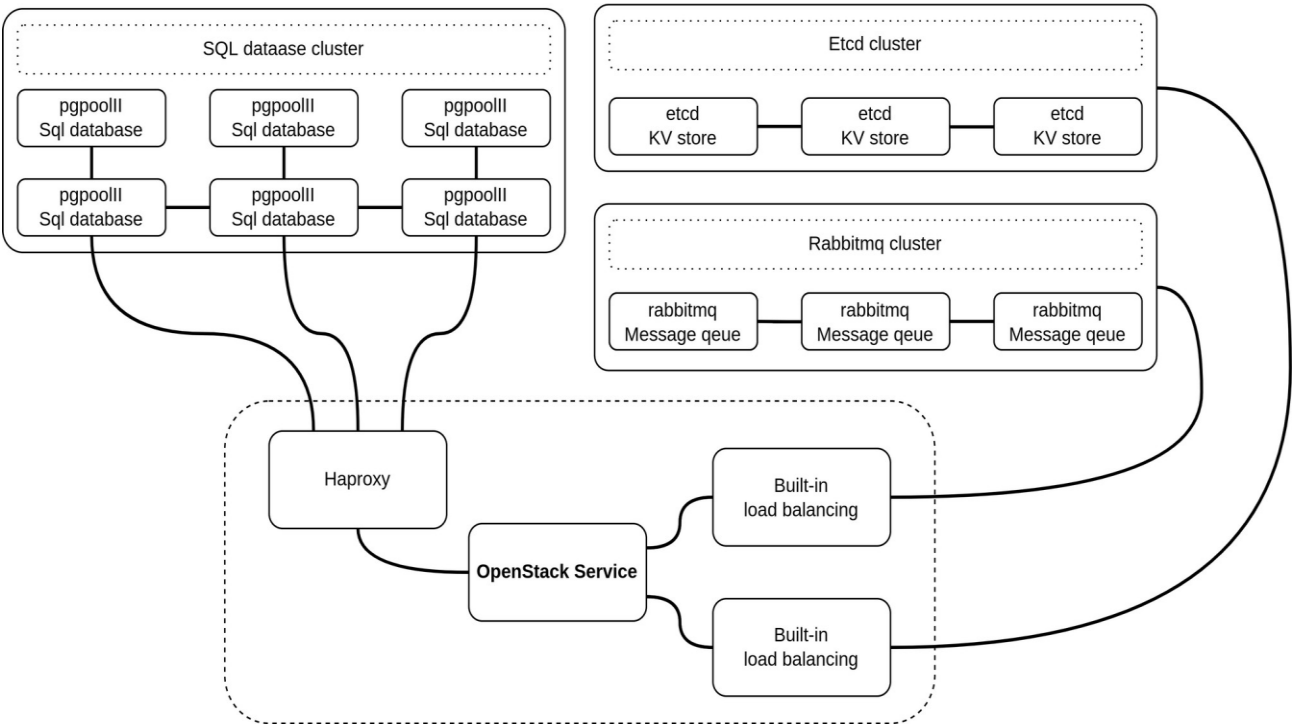 SQL dataase cluster
pgpoolII
Sql database
pgpoolII
Sql database
pgpoolII
Sql database
pgpoolII
Sql database
pgpoolII
Sql database
pgpoolII
Sql database
Etcd cluster
etcd
KV store
etcd
KV store
etcd
KV store
Rabbitmq cluster
rabbitmq
Message qeue
rabbitmq
Message qeue
rabbitmq
Message qeue
Haproxy
OpenStack Service
Built-in
load balancing
Built-in
load balancing